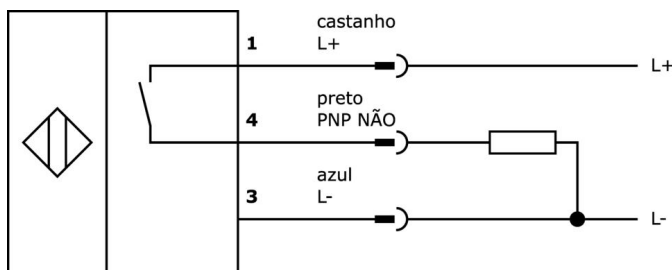 castanho
1 L+
L+
preto
4 PNP NÃO
azul
3 L-
L-